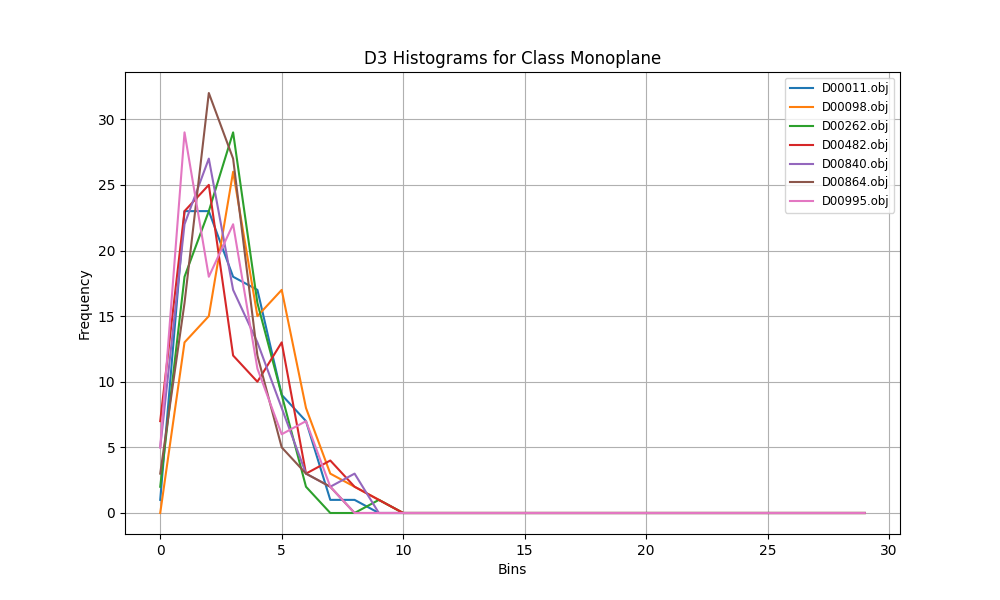 D3 Histograms for Class Monoplane
D00011.obj
D00098.obj
D00262.obj
D00482.obj
D00840.obj
D00864.obj
D00995.obj
Frequency
30
25
20
15
10
5
0
0 5 10 15 20 25 30
Bins